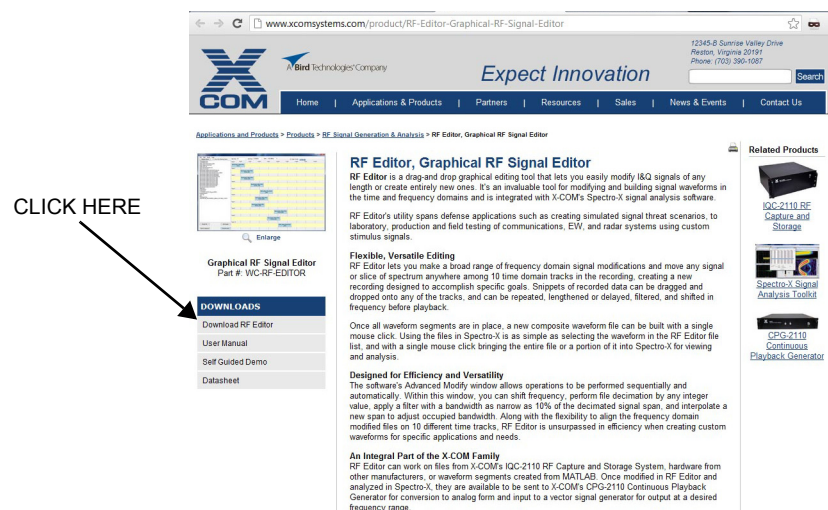 www.xcomsystems.com/product/RF-Editor-Graphical-RF-Signal-Editor
12345-B Sunrise Valley Drive
Reston, Virginia 20191
Phone: (703) 390-1087
X
COM
A Bird Technologies' Company
Expect Innovation
Search
Home | Applications & Products | Partners | Resources | Sales | News & Events | Contact Us
Applications and Products > Products > RF Signal Generation & Analysis > RF Editor, Graphical RF Signal Editor
CLICK HERE
Enlarge
Graphical RF Signal Editor
Part #: WC-RF-EDITOR
DOWNLOADS
Download RF Editor
User Manual
Self Guided Demo
Datasheet
RF Editor, Graphical RF Signal Editor
RF Editor is a drag-and drop graphical editing tool that lets you easily modify I&Q signals of any
length or create entirely new ones. It's an invaluable tool for modifying and building signal waveforms in
the time and frequency domains and is integrated with X-COM's Spectro-X signal analysis software.
RF Editor's utility spans defense applications such as creating simulated signal threat scenarios, to
laboratory, production and field testing of communications, EW, and radar systems using custom
stimulus signals.
Flexible, Versatile Editing
RF Editor lets you make a broad range of frequency domain signal modifications and move any signal
or slice of spectrum anywhere among 10 time domain tracks in the recording, creating a new
recording designed to accomplish specific goals. Snippets of recorded data can be dragged and
dropped onto any of the tracks, and can be repeated, lengthened or delayed, filtered, and shifted in
frequency before playback.
Once all waveform segments are in place, a new composite waveform file can be built with a single
mouse click. Using the files in Spectro-X is as simple as selecting the waveform in the RF Editor file
list, and with a single mouse click bringing the entire file or a portion of it into Spectro-X for viewing
and analysis.
Designed for Efficiency and Versatility
The software's Advanced Modify window allows operations to be performed sequentially and
automatically. Within this window, you can shift frequency, perform file decimation by any integer
value, apply a filter with a bandwidth as narrow as 10% of the decimated signal span, and interpolate a
new span to adjust occupied bandwidth. Along with the flexibility to align the frequency domain
modified files on 10 different time tracks, RF Editor is unsurpassed in efficiency when creating custom
waveforms for specific applications and needs.
An Integral Part of the X-COM Family
RF Editor can work on files from X-COM's IQC-2110 RF Capture and Storage System, hardware from
other manufacturers, or waveform segments created from MATLAB. Once modified in RF Editor and
analyzed in Spectro-X, they are available to be sent to X-COM's CPG-2110 Continuous Playback
Generator for conversion to analog form and input to a vector signal generator for output at a desired
frequency range
Related Products
IQC-2110 RF
Capture and
Storage
Spectro-X Signal
Analysis Toolkit
CPG-2110
Continuous
Playback Generator